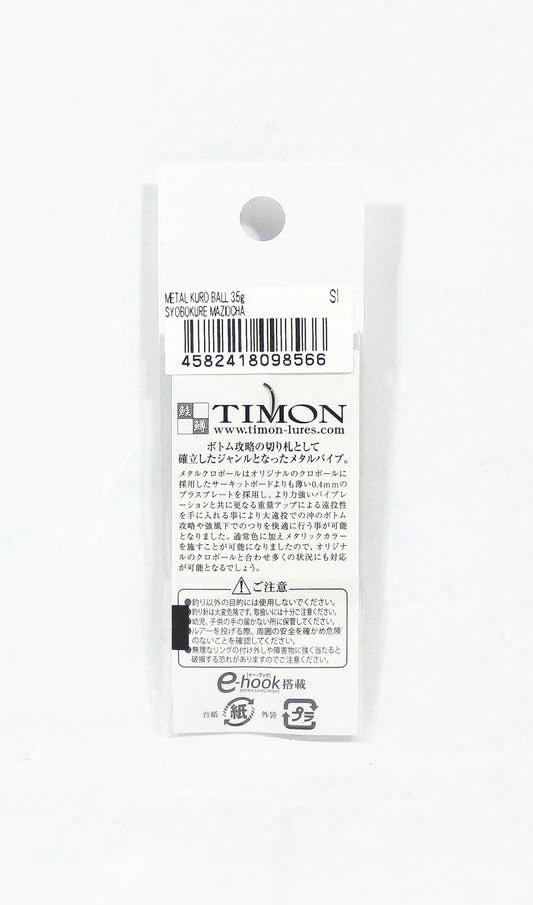 METAL KURO BALL 3.5g SI
SYOBOKURE MAZIOCHA
4582418098566
鮭 鱒 TIMON
www.timon-lures.com
ボトム攻略の切り札として
確立したジャンルとなったメタルバイブ。
メタルクロボールはオリジナルのクロボールに
採用したサーキットボードよりも薄い0.4mmの
ブラスプレートを採用し、より力強いバイブレ
ーションと共に更なる重量アップによる遠投性
を手に入れる事により大遠投での沖のボトム
攻略や強風下でのつりを快適に行う事が可能
となりました。通常色に加えメタリックカラー
を施すことが可能になりましたので、オリジナ
ルのクロボールと合わせ多くの状況にも対応
が可能となるでしょう。
ご注意
●釣り以外の目的には使用しないでください。
●釣り針は大変危険です。取扱いには十分ご注意ください。
●幼児、子供の手の届かない所に保管してください。
●ルアーを投げる際、周囲の安全を確かめ危険
のないことを確認してください。
●無理なリングの付け外しや障害物に強く当たると
破損する恐れがありますのでご注意ください。
(イー・フック)
e-hook搭載
EXTRA LONG POINT
台紙 紙 外袋 プラ